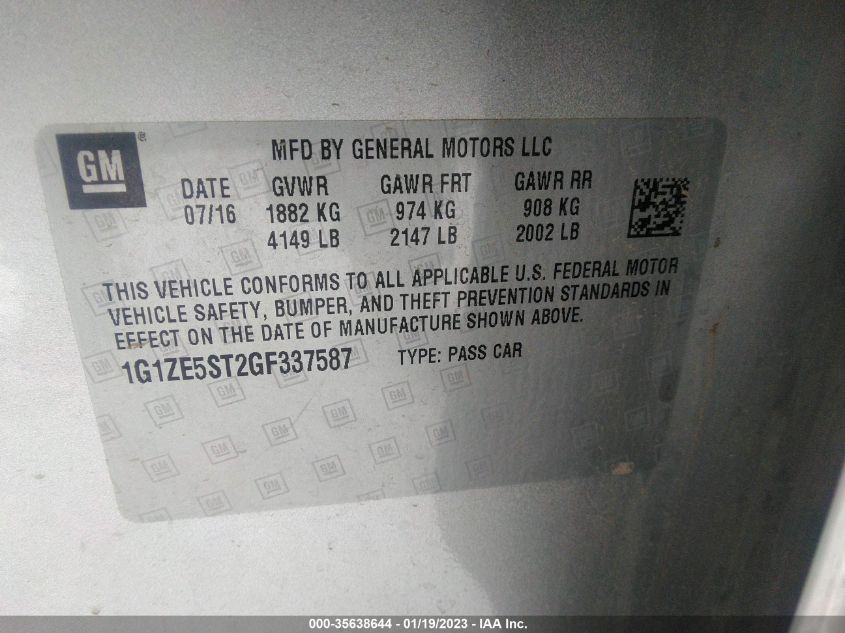 GM
®
MFD BY GENERAL MOTORS LLC
DATE GVWR GAWR FRT GAWR RR
07/16 1882 KG 974 KG 908 KG
4149 LB 2147 LB 2002 LB
THIS VEHICLE CONFORMS TO ALL APPLICABLE U.S. FEDERAL MOTOR
VEHICLE SAFETY, BUMPER, AND THEFT PREVENTION STANDARDS IN
EFFECT ON THE DATE OF MANUFACTURE SHOWN ABOVE.
1G1ZE5ST2GF337587 TYPE: PASS CAR
000-35638644 - 01/19/2023 - IAA Inc.